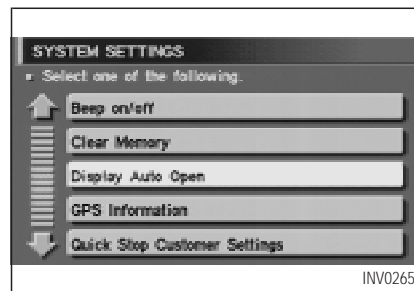 SYSTEM SETTINGS
Select one of the following.
Beep on/off
Clear Memory
Display Auto Open
GPS Information
Quick Stop Customer Settings
INV0265